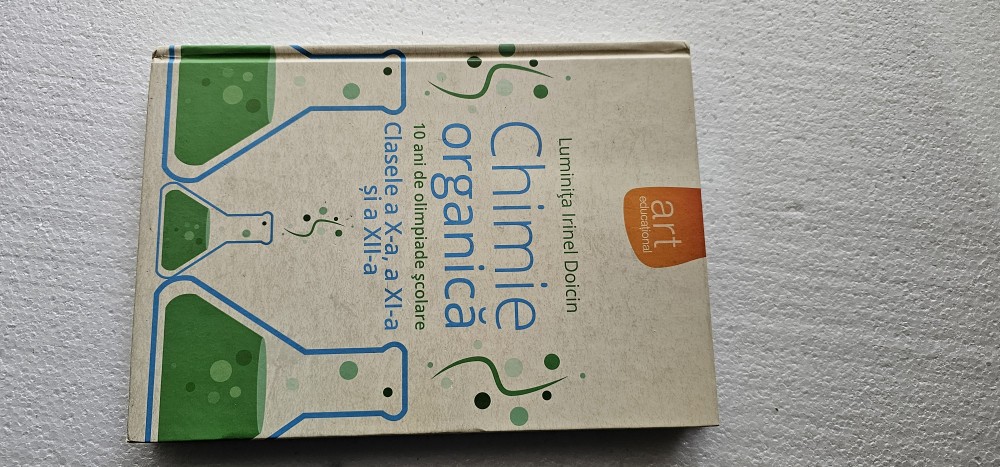 art
educațional
Luminița Irinel Doicin
Chimie
organică
10 ani de olimpiade școlare
Clasele a X-a, a XI-a
și a XII-a